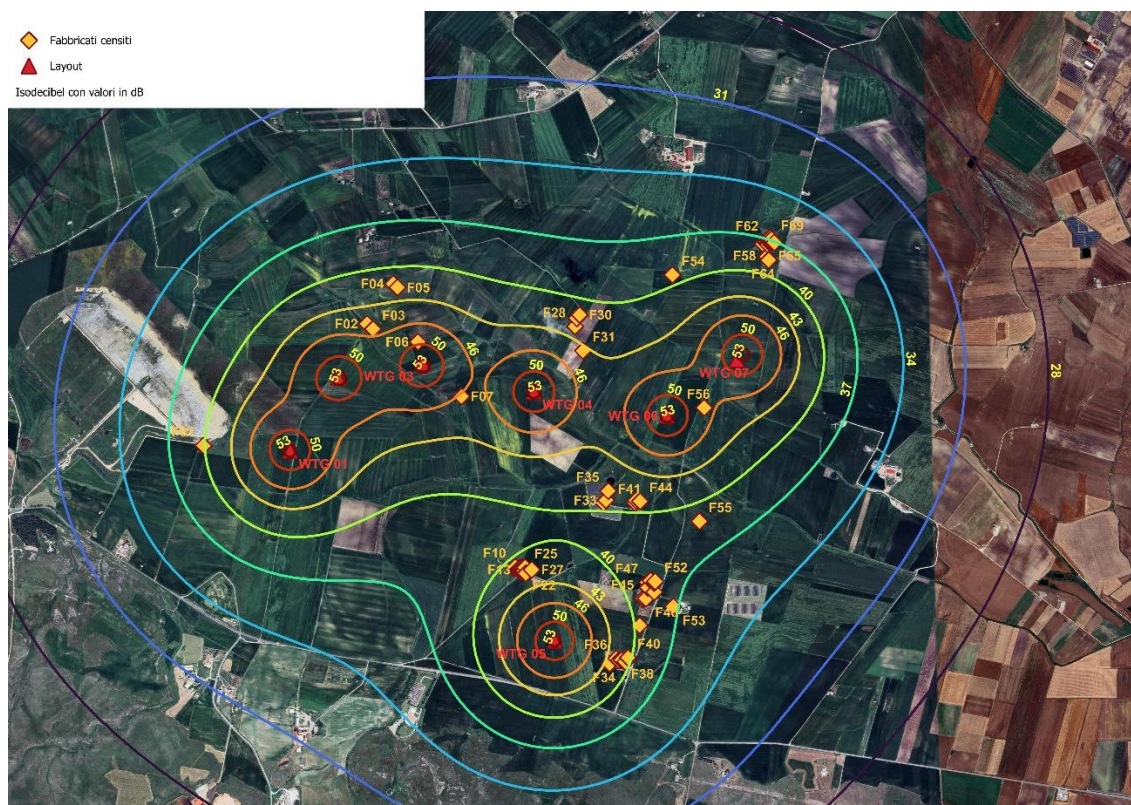 Fabbricati censiti
Layout
Isodecibel con valori in dB
31
F62
F69
F58
F65
F64
F54
40
F04
F05
F28
F30
43
F02
F03
F06
50
46
F31
46
50
53
34
50
53
53
WTG 03
50
46
53
WTG 04
WTG 07
37
28
F07
50
53
F56
WTG 06
53
50
WTG 01
F35
F33
F41
F44
F55
F10
F25
F13
F27
F22
40
F47
F52
F45
F46
F53
43
46
50
53
WTG 05
F36
F40
F34
F38